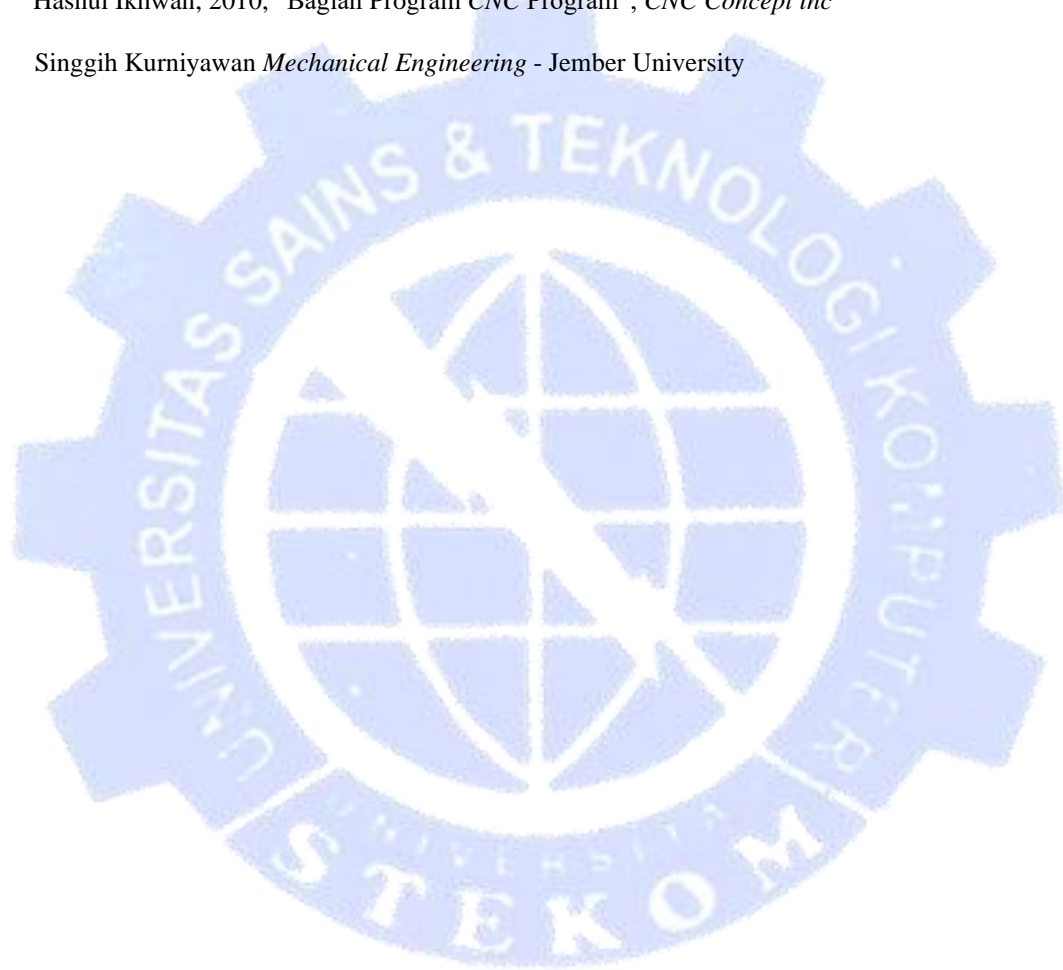 Hasnul Ikhwan, 2010, "Bagian Program CNC Program", CNC Concept inc
Singgih Kurniyawan Mechanical Engineering - Jember University
UNIVERSITAS SAINS & TEKNOLOGI KOMPUTER
UNIVERSITAS
STEKOM